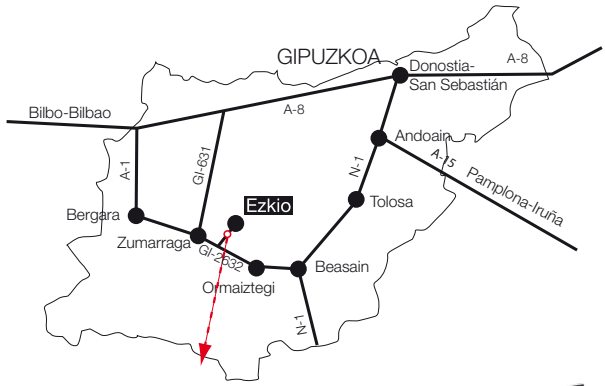 GIPUZKOA
Donostia-
San Sebastián
A-8
Bilbo-Bilbao
A-8
Andoain
A-15
Pamplona-Iruña
A-1
GI-631
N-1
Tolosa
Ezkio
Bergara
Zumarraga
GI-2632
Ormaiztegi
Beasain
N-1